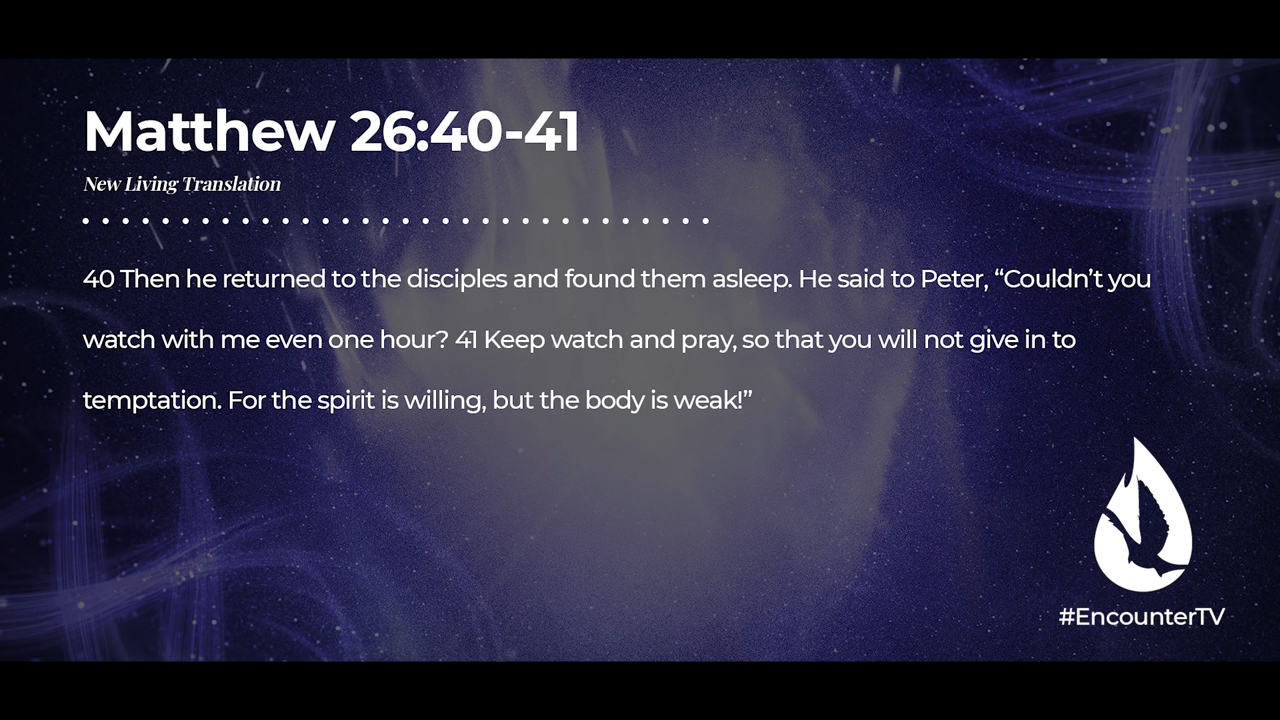 Matthew 26:40-41
New Living Translation
40 Then he returned to the disciples and found them asleep. He said to Peter, “Couldn’t you
watch with me even one hour? 41 Keep watch and pray, so that you will not give in to
temptation. For the spirit is willing, but the body is weak!”
#EncounterTV